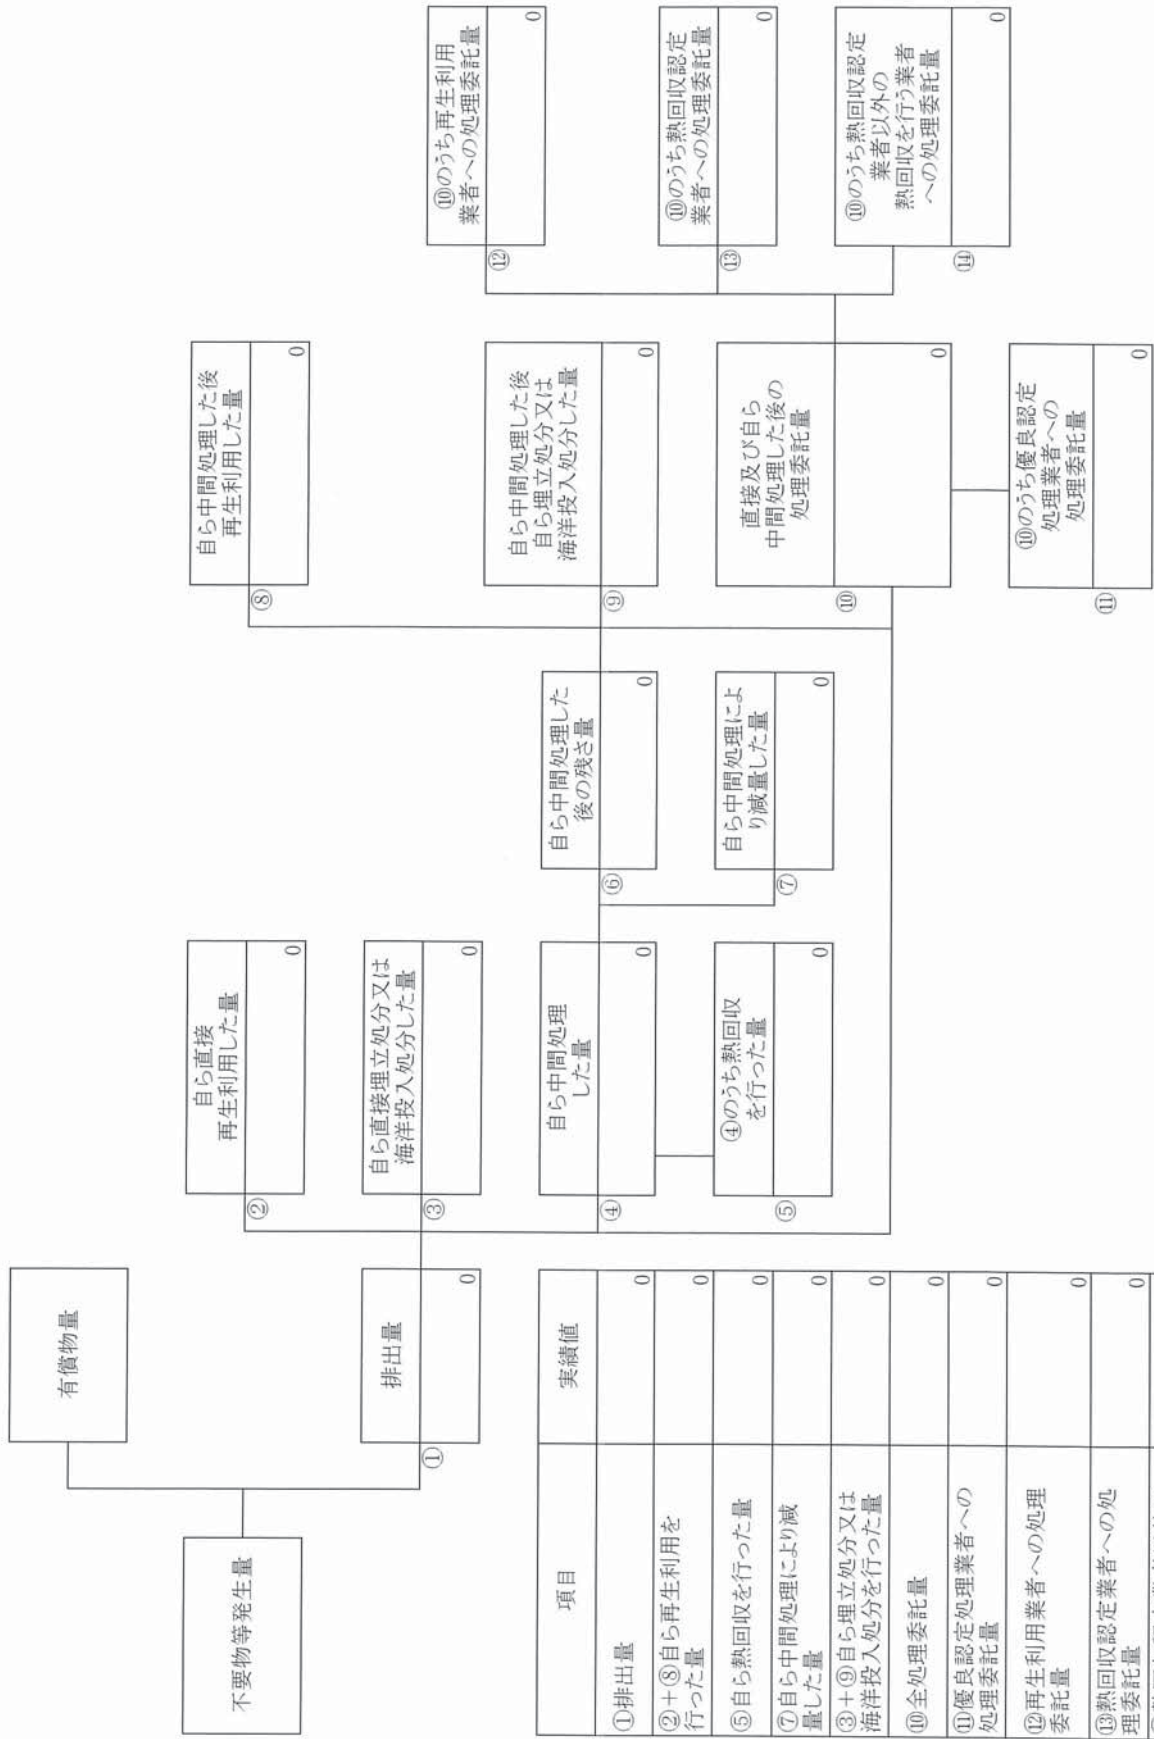 不要物等発生量
有償物量
①
排出量
0
②
自ら直接
再生利用した量
0
③
自ら直接埋立処分又は
海洋投入処分した量
0
④
自ら中間処理
した量
0
⑤
④のうち熱回収
を行った量
0
⑥
自ら中間処理した
後の残さ量
0
⑦
自ら中間処理によ
り減量した量
0
⑧
自ら中間処理した後
再生利用した量
0
⑨
自ら中間処理した後
自ら埋立処分又は
海洋投入処分した量
0
⑩
直接及び自ら
中間処理した後の
処理委託量
0
⑪
⑩のうち優良認定
処理業者への
処理委託量
0
⑫
⑩のうち再生利用
業者への処理委託量
0
⑬
⑩のうち熱回収認定
業者への処理委託量
0
⑭
⑩のうち熱回収認定
業者以外の
熱回収を行う業者
への処理委託量
0
項目 実績値
①排出量 0
②+⑧自ら再生利用を
行った量 0
⑤自ら熱回収を行った量 0
⑦自ら中間処理により減
量した量 0
③+⑨自ら埋立処分又は
海洋投入処分を行った量 0
⑩全処理委託量 0
⑪優良認定処理業者への
処理委託量 0
⑫再生利用業者への処理
委託量 0
⑬熱回収認定業者への処
理委託量 0